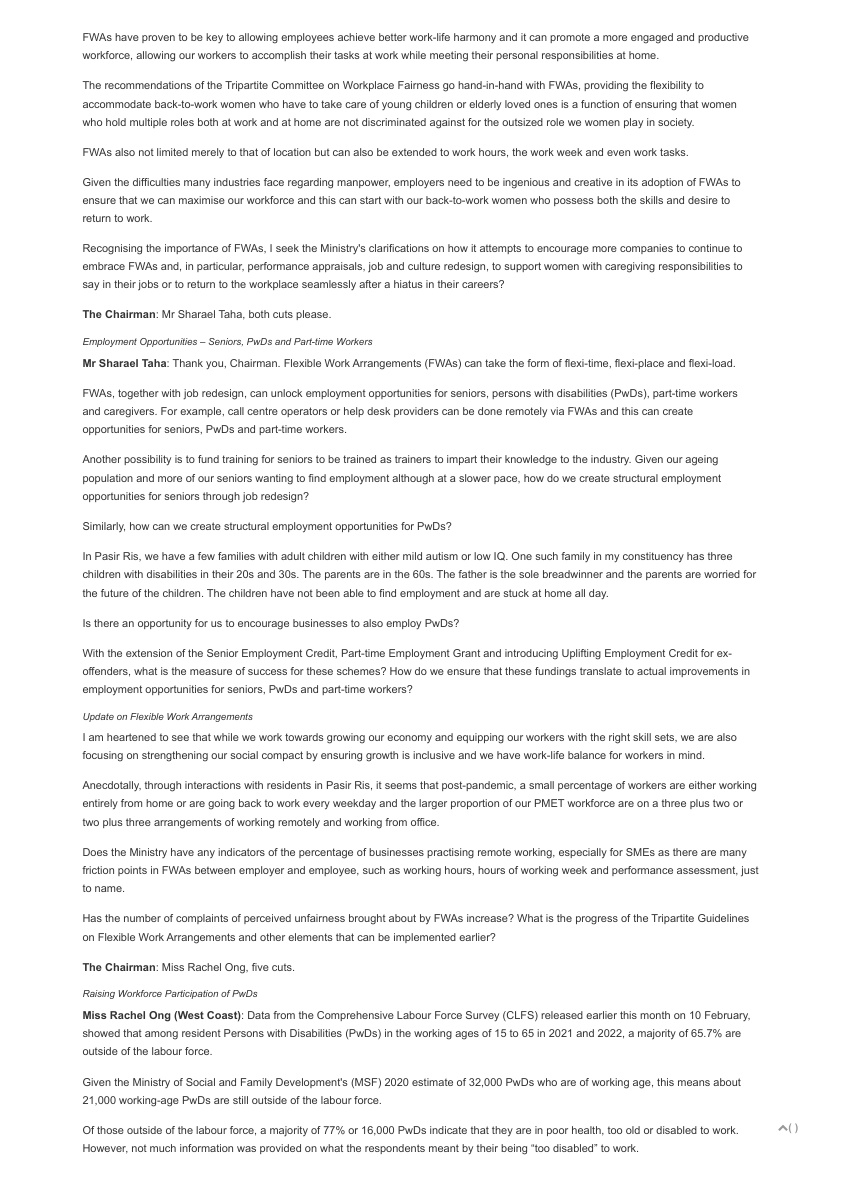 FWAs have proven to be key to allowing employees achieve better work-life harmony and it can promote a more engaged and productive
workforce, allowing our workers to accomplish their tasks at work while meeting their personal responsibilities at home.
The recommendations of the Tripartite Committee on Workplace Fairness go hand-in-hand with FWAs, providing the flexibility to
accommodate back-to-work women who have to take care of young children or elderly loved ones is a function of ensuring that women
who hold multiple roles both at work and at home are not discriminated against for the outsized role we women play in society.
FWAs also not limited merely to that of location but can also be extended to work hours, the work week and even work tasks.
Given the difficulties many industries face regarding manpower, employers need to be ingenious and creative in its adoption of FWAs to
ensure that we can maximise our workforce and this can start with our back-to-work women who possess both the skills and desire to
return to work.
Recognising the importance of FWAs, I seek the Ministry's clarifications on how it attempts to encourage more companies to continue to
embrace FWAs and, in particular, performance appraisals, job and culture redesign, to support women with caregiving responsibilities to
say in their jobs or to return to the workplace seamlessly after a hiatus in their careers?
The Chairman: Mr Sharael Taha, both cuts please.
Employment Opportunities – Seniors, PwDs and Part-time Workers
Mr Sharael Taha: Thank you, Chairman. Flexible Work Arrangements (FWAs) can take the form of flexi-time, flexi-place and flexi-load.
FWAs, together with job redesign, can unlock employment opportunities for seniors, persons with disabilities (PwDs), part-time workers
and caregivers. For example, call centre operators or help desk providers can be done remotely via FWAs and this can create
opportunities for seniors, PwDs and part-time workers.
Another possibility is to fund training for seniors to be trained as trainers to impart their knowledge to the industry. Given our ageing
population and more of our seniors wanting to find employment although at a slower pace, how do we create structural employment
opportunities for seniors through job redesign?
Similarly, how can we create structural employment opportunities for PwDs?
In Pasir Ris, we have a few families with adult children with either mild autism or low IQ. One such family in my constituency has three
children with disabilities in their 20s and 30s. The parents are in the 60s. The father is the sole breadwinner and the parents are worried for
the future of the children. The children have not been able to find employment and are stuck at home all day.
Is there an opportunity for us to encourage businesses to also employ PwDs?
With the extension of the Senior Employment Credit, Part-time Employment Grant and introducing Uplifting Employment Credit for ex-
offenders, what is the measure of success for these schemes? How do we ensure that these fundings translate to actual improvements in
employment opportunities for seniors, PwDs and part-time workers?
Update on Flexible Work Arrangements
I am heartened to see that while we work towards growing our economy and equipping our workers with the right skill sets, we are also
focusing on strengthening our social compact by ensuring growth is inclusive and we have work-life balance for workers in mind.
Anecdotally, through interactions with residents in Pasir Ris, it seems that post-pandemic, a small percentage of workers are either working
entirely from home or are going back to work every weekday and the larger proportion of our PMET workforce are on a three plus two or
two plus three arrangements of working remotely and working from office.
Does the Ministry have any indicators of the percentage of businesses practising remote working, especially for SMEs as there are many
friction points in FWAs between employer and employee, such as working hours, hours of working week and performance assessment, just
to name.
Has the number of complaints of perceived unfairness brought about by FWAs increase? What is the progress of the Tripartite Guidelines
on Flexible Work Arrangements and other elements that can be implemented earlier?
The Chairman: Miss Rachel Ong, five cuts.
Raising Workforce Participation of PwDs
Miss Rachel Ong (West Coast): Data from the Comprehensive Labour Force Survey (CLFS) released earlier this month on 10 February,
showed that among resident Persons with Disabilities (PwDs) in the working ages of 15 to 65 in 2021 and 2022, a majority of 65.7% are
outside of the labour force.
Given the Ministry of Social and Family Development's (MSF) 2020 estimate of 32,000 PwDs who are of working age, this means about
21,000 working-age PwDs are still outside of the labour force.
Of those outside of the labour force, a majority of 77% or 16,000 PwDs indicate that they are in poor health, too old or disabled to work.
However, not much information was provided on what the respondents meant by their being “too disabled” to work.
( )